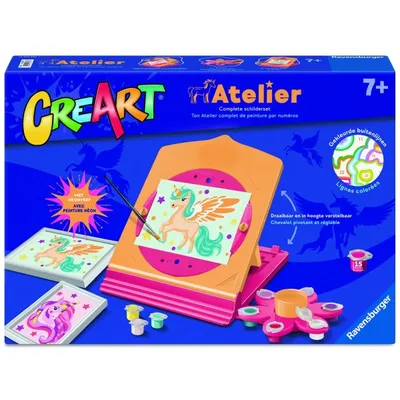 CREART
Atelier
Complete schilderset
Ton Atelier complet de peinture par numéros
7+
Gekleurde buitenlijnen
Lignes colorées
MET
NEONVERF
AVEC
PEINTURE NÉON
Draaibaar en in hoogte verstelbaar
Chevalet pivotant et réglable
15
Ravensburger
Ravensburger